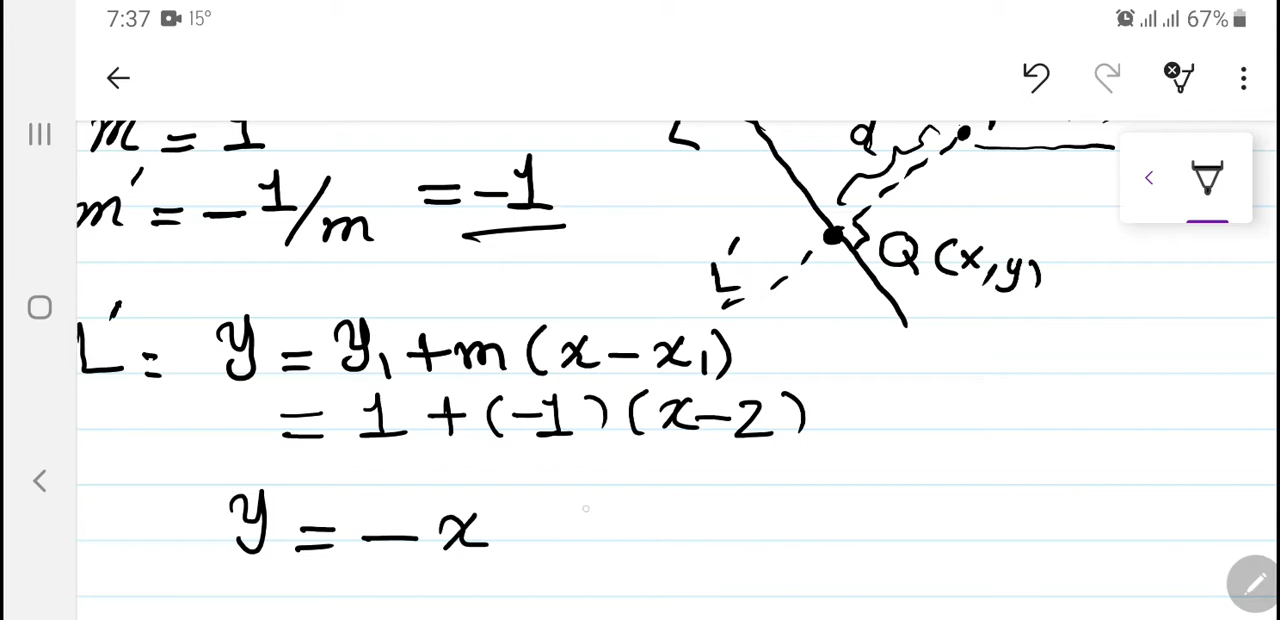 7:37 15° 67%
m = 1
m' = -1/m = -1
L
d
L'
Q (x,y)
L' : y = y₁ + m (x - x₁)
= 1 + (-1) (x - 2)
y = - x